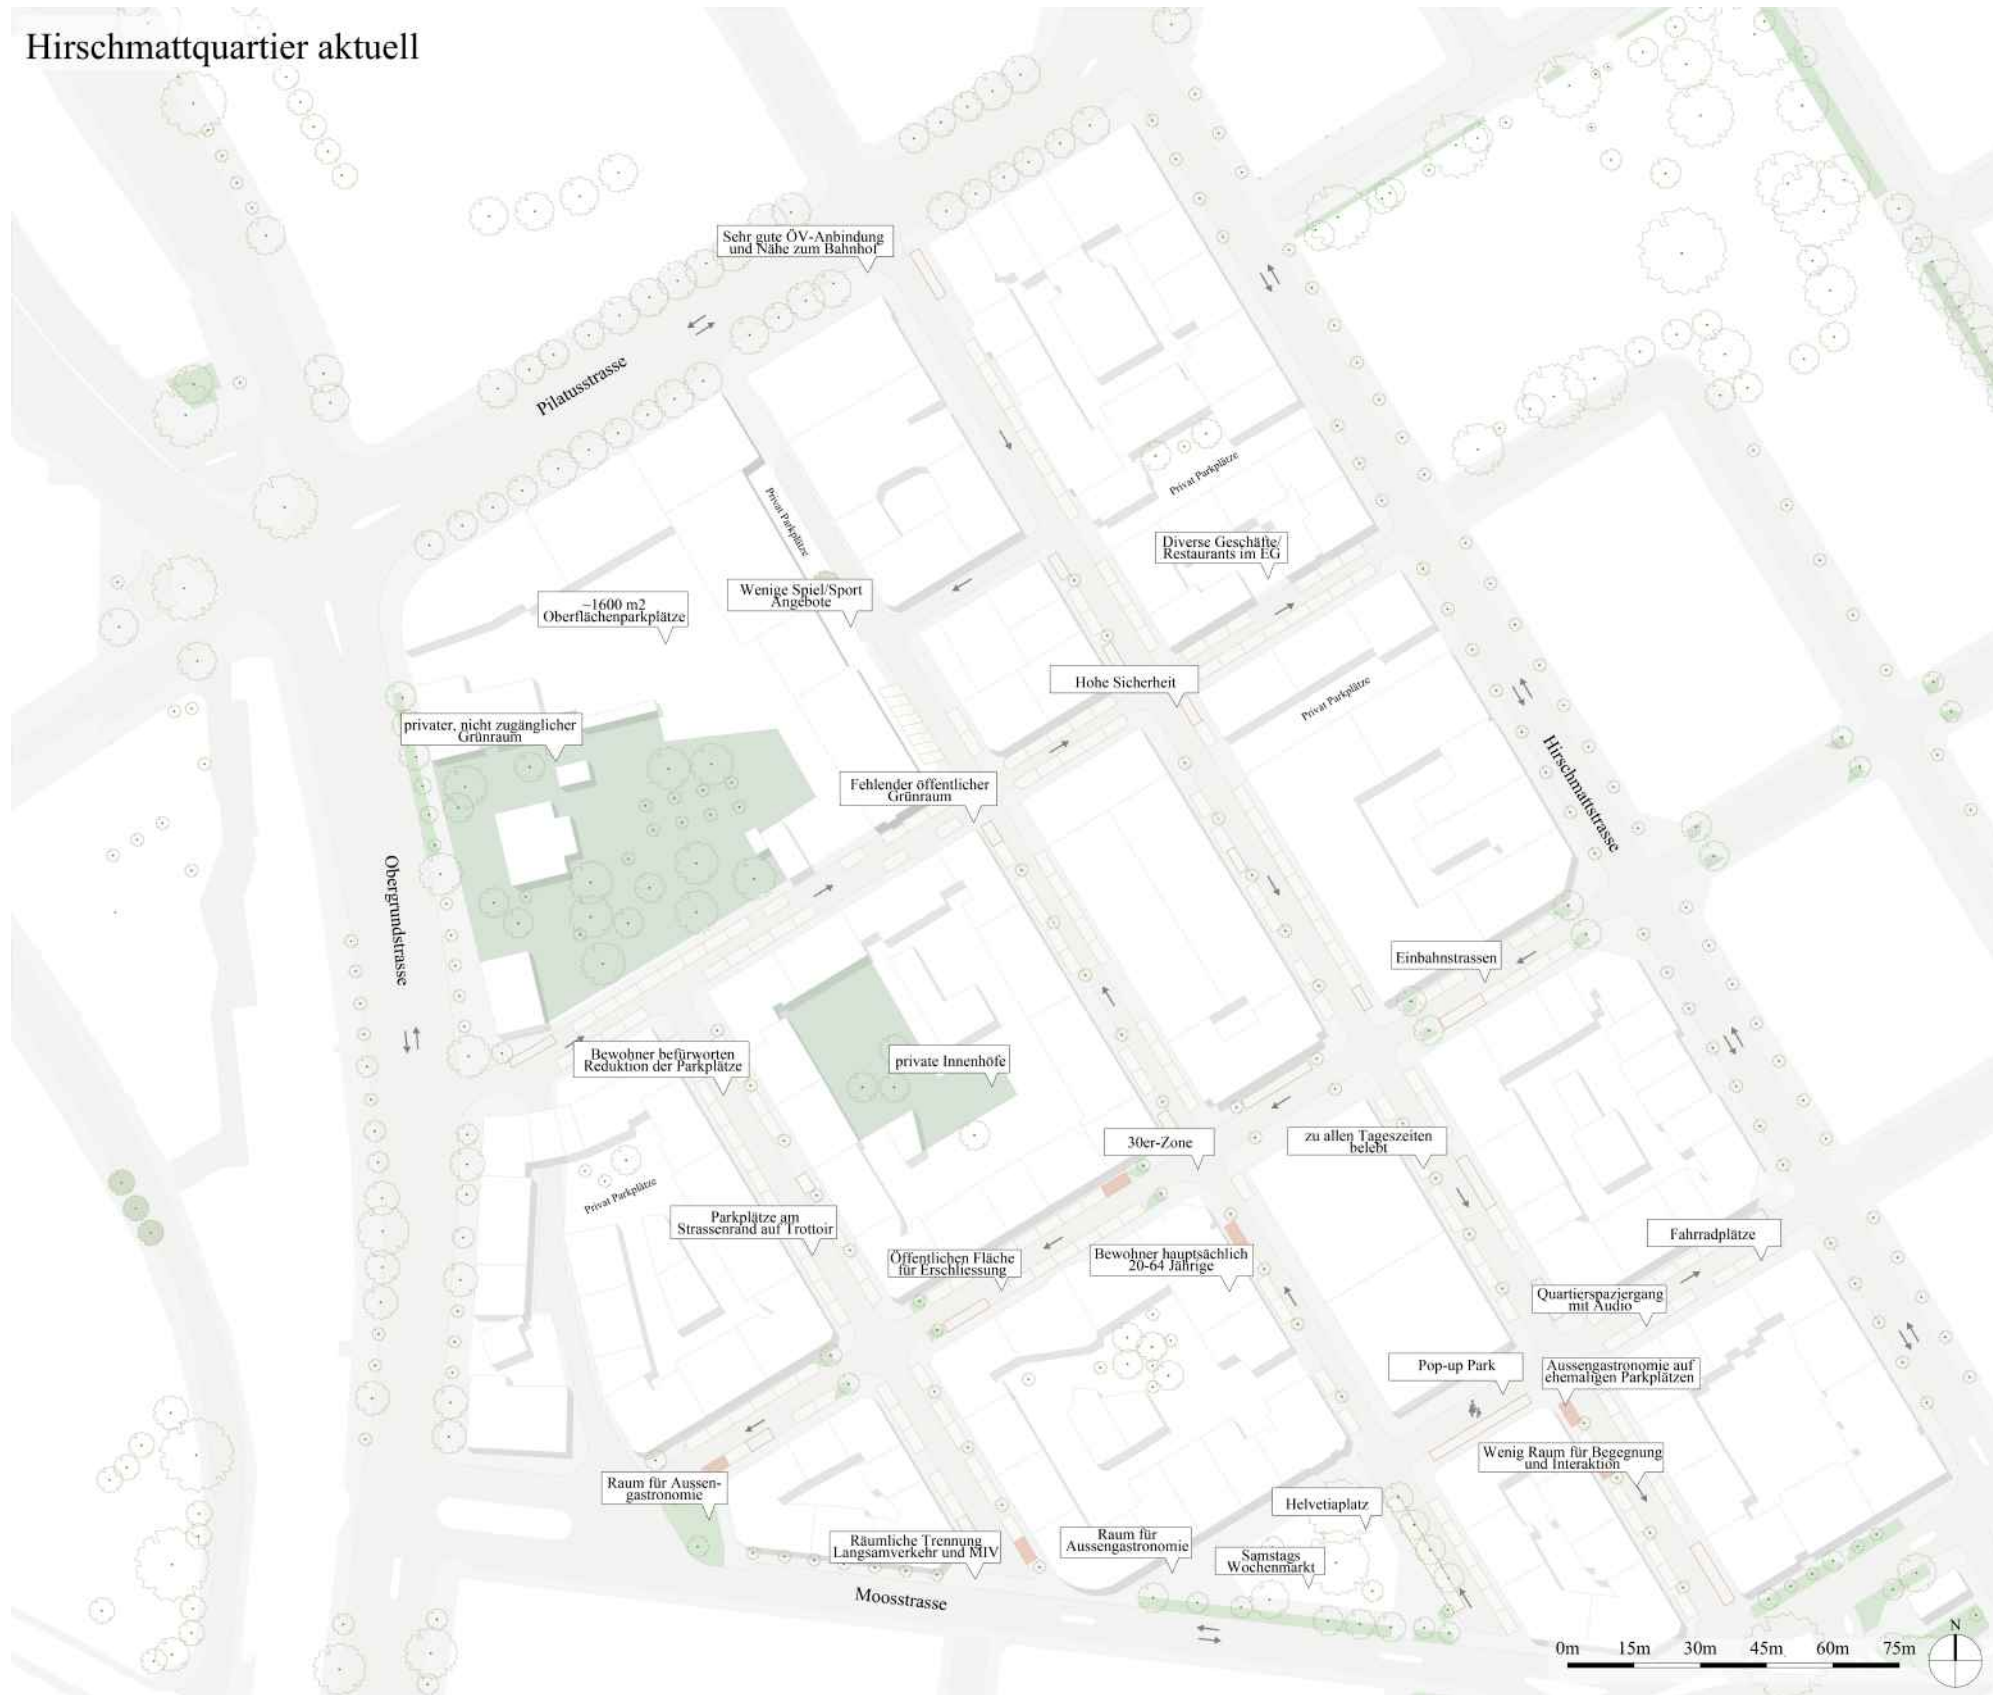 Hirschmattquartier aktuell
Sehr gute ÖV-Anbindung
und Nähe zum Bahnhof
Pilatusstrasse
Privat Parkplätze
Privat Parkplätze
Diverse Geschäfte/
Restaurants im EG
Wenige Spiel/Sport
Angebote
~1600 m2
Oberflächenparkplätze
Hohe Sicherheit
Privat Parkplätze
privater, nicht zugänglicher
Grünraum
Hirschmattstrasse
Fehlender öffentlicher
Grünraum
Obergrundstrasse
Einbahnstrassen
Bewohner befürworten
Reduktion der Parkplätze
private Innenhöfe
30er-Zone
zu allen Tageszeiten
belebt
Privat Parkplätze
Parkplätze am
Strassenrand auf Trottoir
Fahrradplätze
Öffentlichen Fläche
für Erschliessung
Bewohner hauptsächlich
20-64 Jährige
Quartierspaziergang
mit Audio
Pop-up Park
Aussengastronomie auf
ehemaligen Parkplätzen
Wenig Raum für Begegnung
und Interaktion
Raum für Aussen-
gastronomie
Helvetiaplatz
Räumliche Trennung
Langsamverkehr und MIV
Raum für
Aussengastronomie
Samstags
Wochenmarkt
Moosstrasse
0m 15m 30m 45m 60m 75m
N